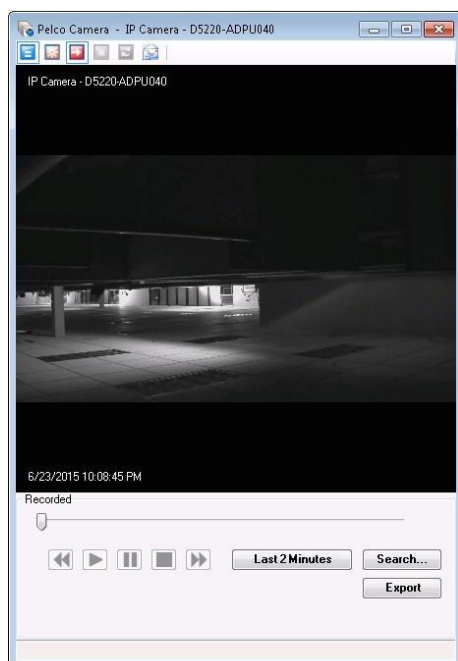 Pelco Camera - IP Camera - D5220-ADPU040
IP Camera - D5220-ADPU040
6/23/2015 10:08:45 PM
Recorded
Last 2 Minutes
Search...
Export